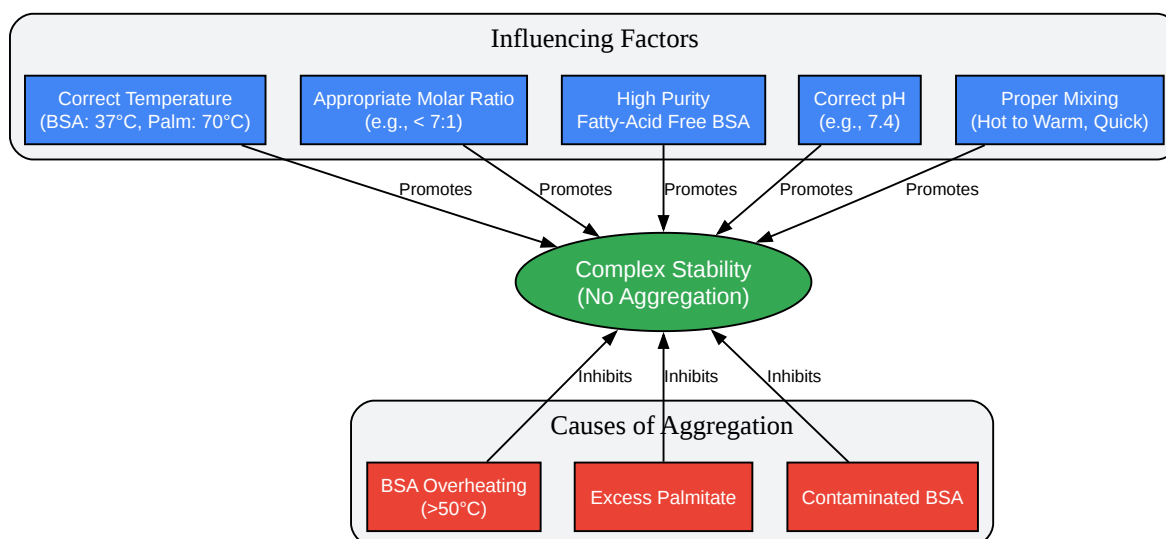 Influencing Factors
Correct Temperature
(BSA: 37°C, Palm: 70°C)
Appropriate Molar Ratio
(e.g., < 7:1)
High Purity
Fatty-Acid Free BSA
Correct pH
(e.g., 7.4)
Proper Mixing
(Hot to Warm, Quick)
Promotes
Promotes
Promotes
Promotes
Promotes
Complex Stability
(No Aggregation)
Inhibits
Inhibits
Inhibits
Causes of Aggregation
BSA Overheating
(>50°C)
Excess Palmitate
Contaminated BSA